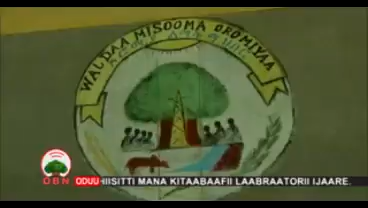 WALDAA MISOOMA OROMIYAA
OBN
ODUU HIISITTI MANA KITAABAAFII LAABRAATORII IJAARE.